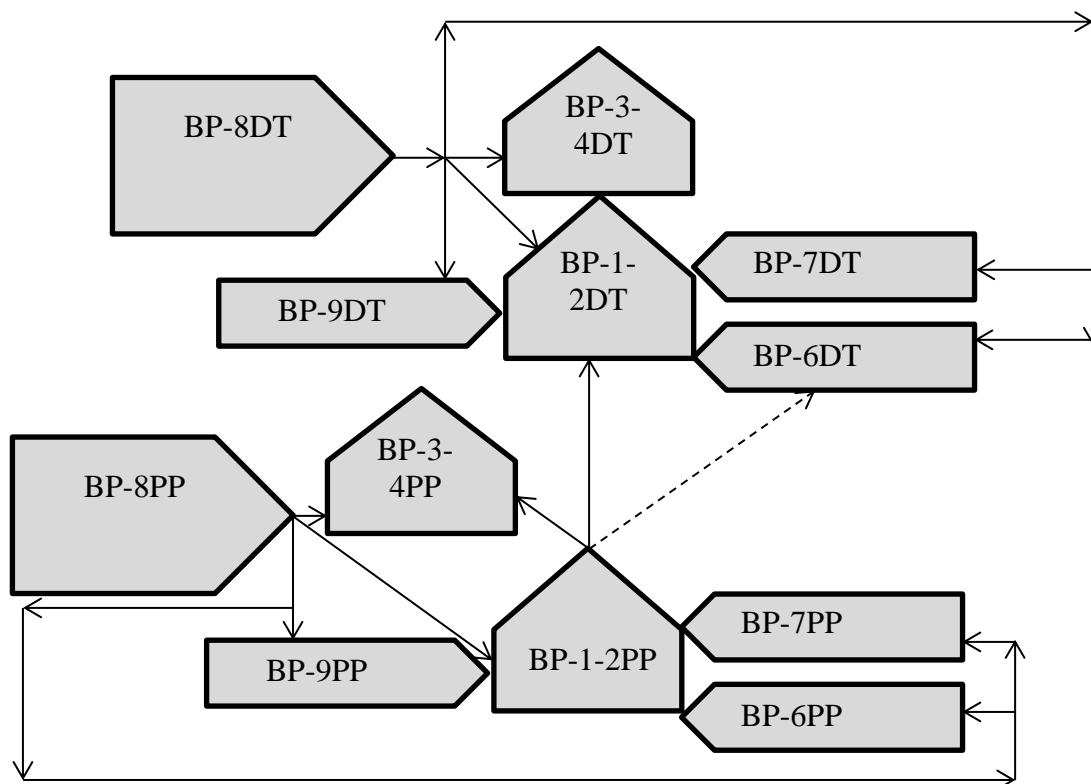 BP-8DT
BP-3-
4DT
BP-1-
2DT
BP-7DT
BP-9DT
BP-6DT
BP-3-
4PP
BP-8PP
BP-7PP
BP-1-2PP
BP-9PP
BP-6PP